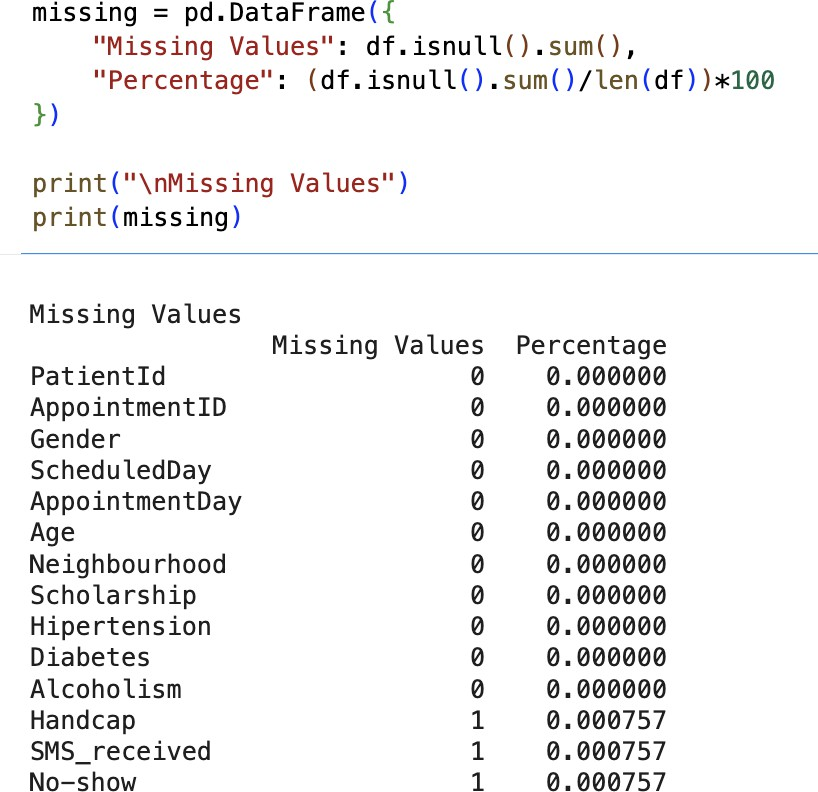 missing = pd.DataFrame({
    "Missing Values": df.isnull().sum(),
    "Percentage": (df.isnull().sum()/len(df))*100
})
print("\nMissing Values")
print(missing)
Missing Values
                Missing Values  Percentage
PatientId                    0    0.000000
AppointmentID                0    0.000000
Gender                       0    0.000000
ScheduledDay                 0    0.000000
AppointmentDay               0    0.000000
Age                          0    0.000000
Neighbourhood                0    0.000000
Scholarship                  0    0.000000
Hipertension                 0    0.000000
Diabetes                     0    0.000000
Alcoholism                   0    0.000000
Handcap                      1    0.000757
SMS_received                 1    0.000757
No-show                      1    0.000757